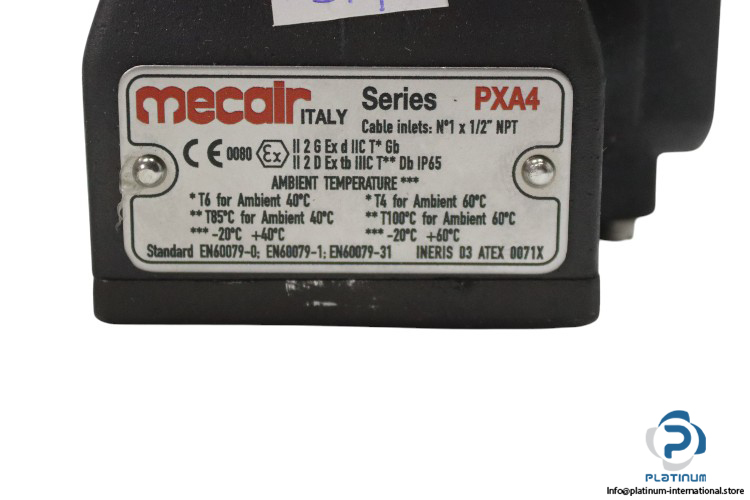 mecair ITALY Series PXA4
Cable inlets: N°1 x 1/2" NPT
CE 0080 Ex II 2 G Ex d IIC T* Gb
II 2 D Ex tb IIIC T** Db IP65
AMBIENT TEMPERATURE ***
* T6 for Ambient 40°C * T4 for Ambient 60°C
** T85°C for Ambient 40°C ** T100°C for Ambient 60°C
*** -20°C +40°C *** -20°C +60°C
Standard EN60079-0; EN60079-1; EN60079-31 INERIS 03 ATEX 0071X
PLATINUM
Info@platinum-international.store